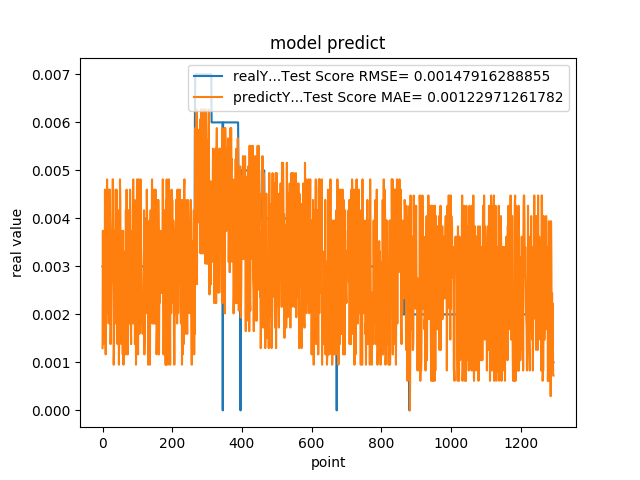 model predict
realY...Test Score RMSE= 0.00147916288855
predictY...Test Score MAE= 0.00122971261782
0.007
0.006
0.005
0.004
0.003
0.002
0.001
0.000
real value
0 200 400 600 800 1000 1200
point